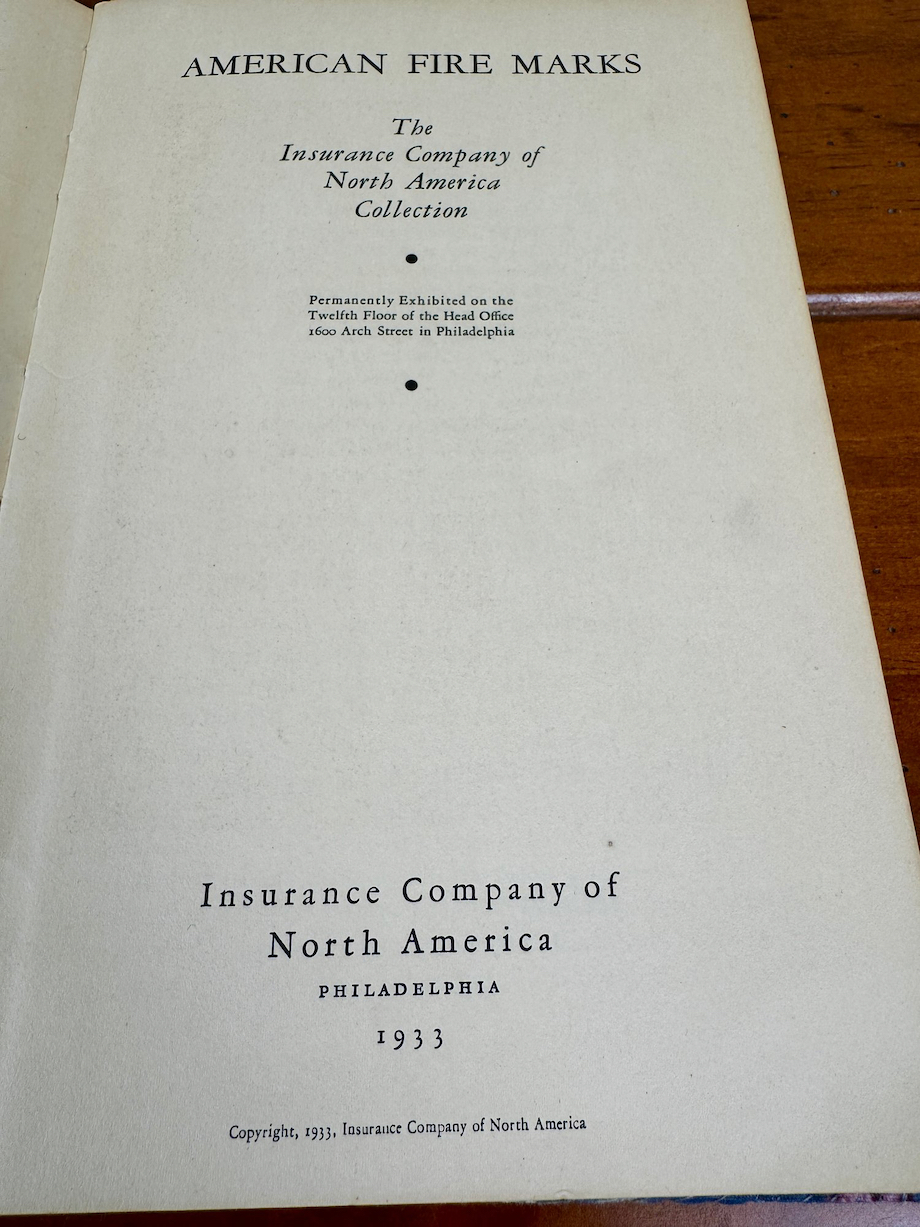 AMERICAN FIRE MARKS
The
Insurance Company of
North America
Collection
Permanently Exhibited on the
Twelfth Floor of the Head Office
1600 Arch Street in Philadelphia
Insurance Company of
North America
PHILADELPHIA
1933
Copyright, 1933, Insurance Company of North America